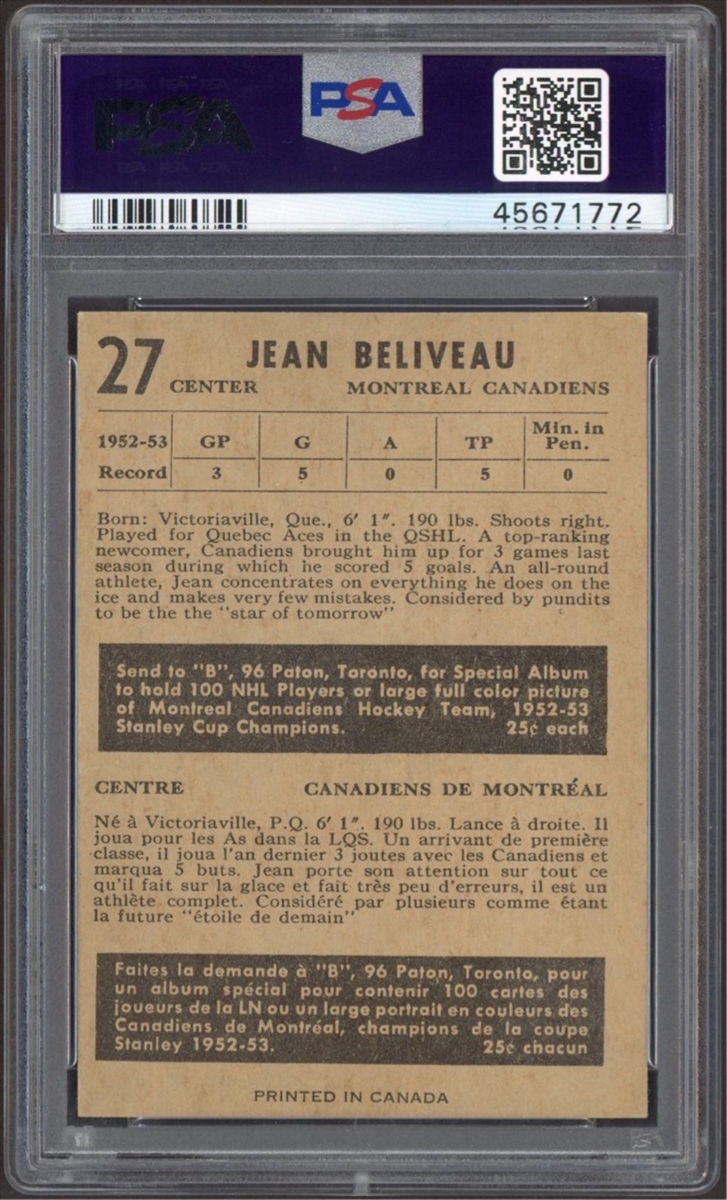 PSA
PSA
45671772
27 JEAN BELIVEAU
CENTER MONTREAL CANADIENS
1952-53 GP G A TP Min. in Pen.
Record 3 5 0 5 0
Born: Victoriaville, Que., 6' 1". 190 lbs. Shoots right.
Played for Quebec Aces in the QSHL. A top-ranking
newcomer, Canadiens brought him up for 3 games last
season during which he scored 5 goals. An all-round
athlete, Jean concentrates on everything he does on the
ice and makes very few mistakes. Considered by pundits
to be the the "star of tomorrow"
Send to "B", 96 Paton, Toronto, for Special Album
to hold 100 NHL Players or large full color picture
of Montreal Canadiens Hockey Team, 1952-53
Stanley Cup Champions. 25¢ each
CENTRE CANADIENS DE MONTRÉAL
Né à Victoriaville, P.Q. 6' 1". 190 lbs. Lance à droite. Il
joua pour les As dans la LQS. Un arrivant de première
classe, il joua l'an dernier 3 joutes avec les Canadiens et
marqua 5 buts. Jean porte son attention sur tout ce
qu'il fait sur la glace et fait très peu d'erreurs, il est un
athlète complet. Considéré par plusieurs comme étant
la future "étoile de demain"
Faites la demande à "B", 96 Paton, Toronto, pour
un album spécial pour contenir 100 cartes des
joueurs de la LN ou un large portrait en couleurs des
Canadiens de Montréal, champions de la coupe
Stanley 1952-53. 25¢ chacun
PRINTED IN CANADA